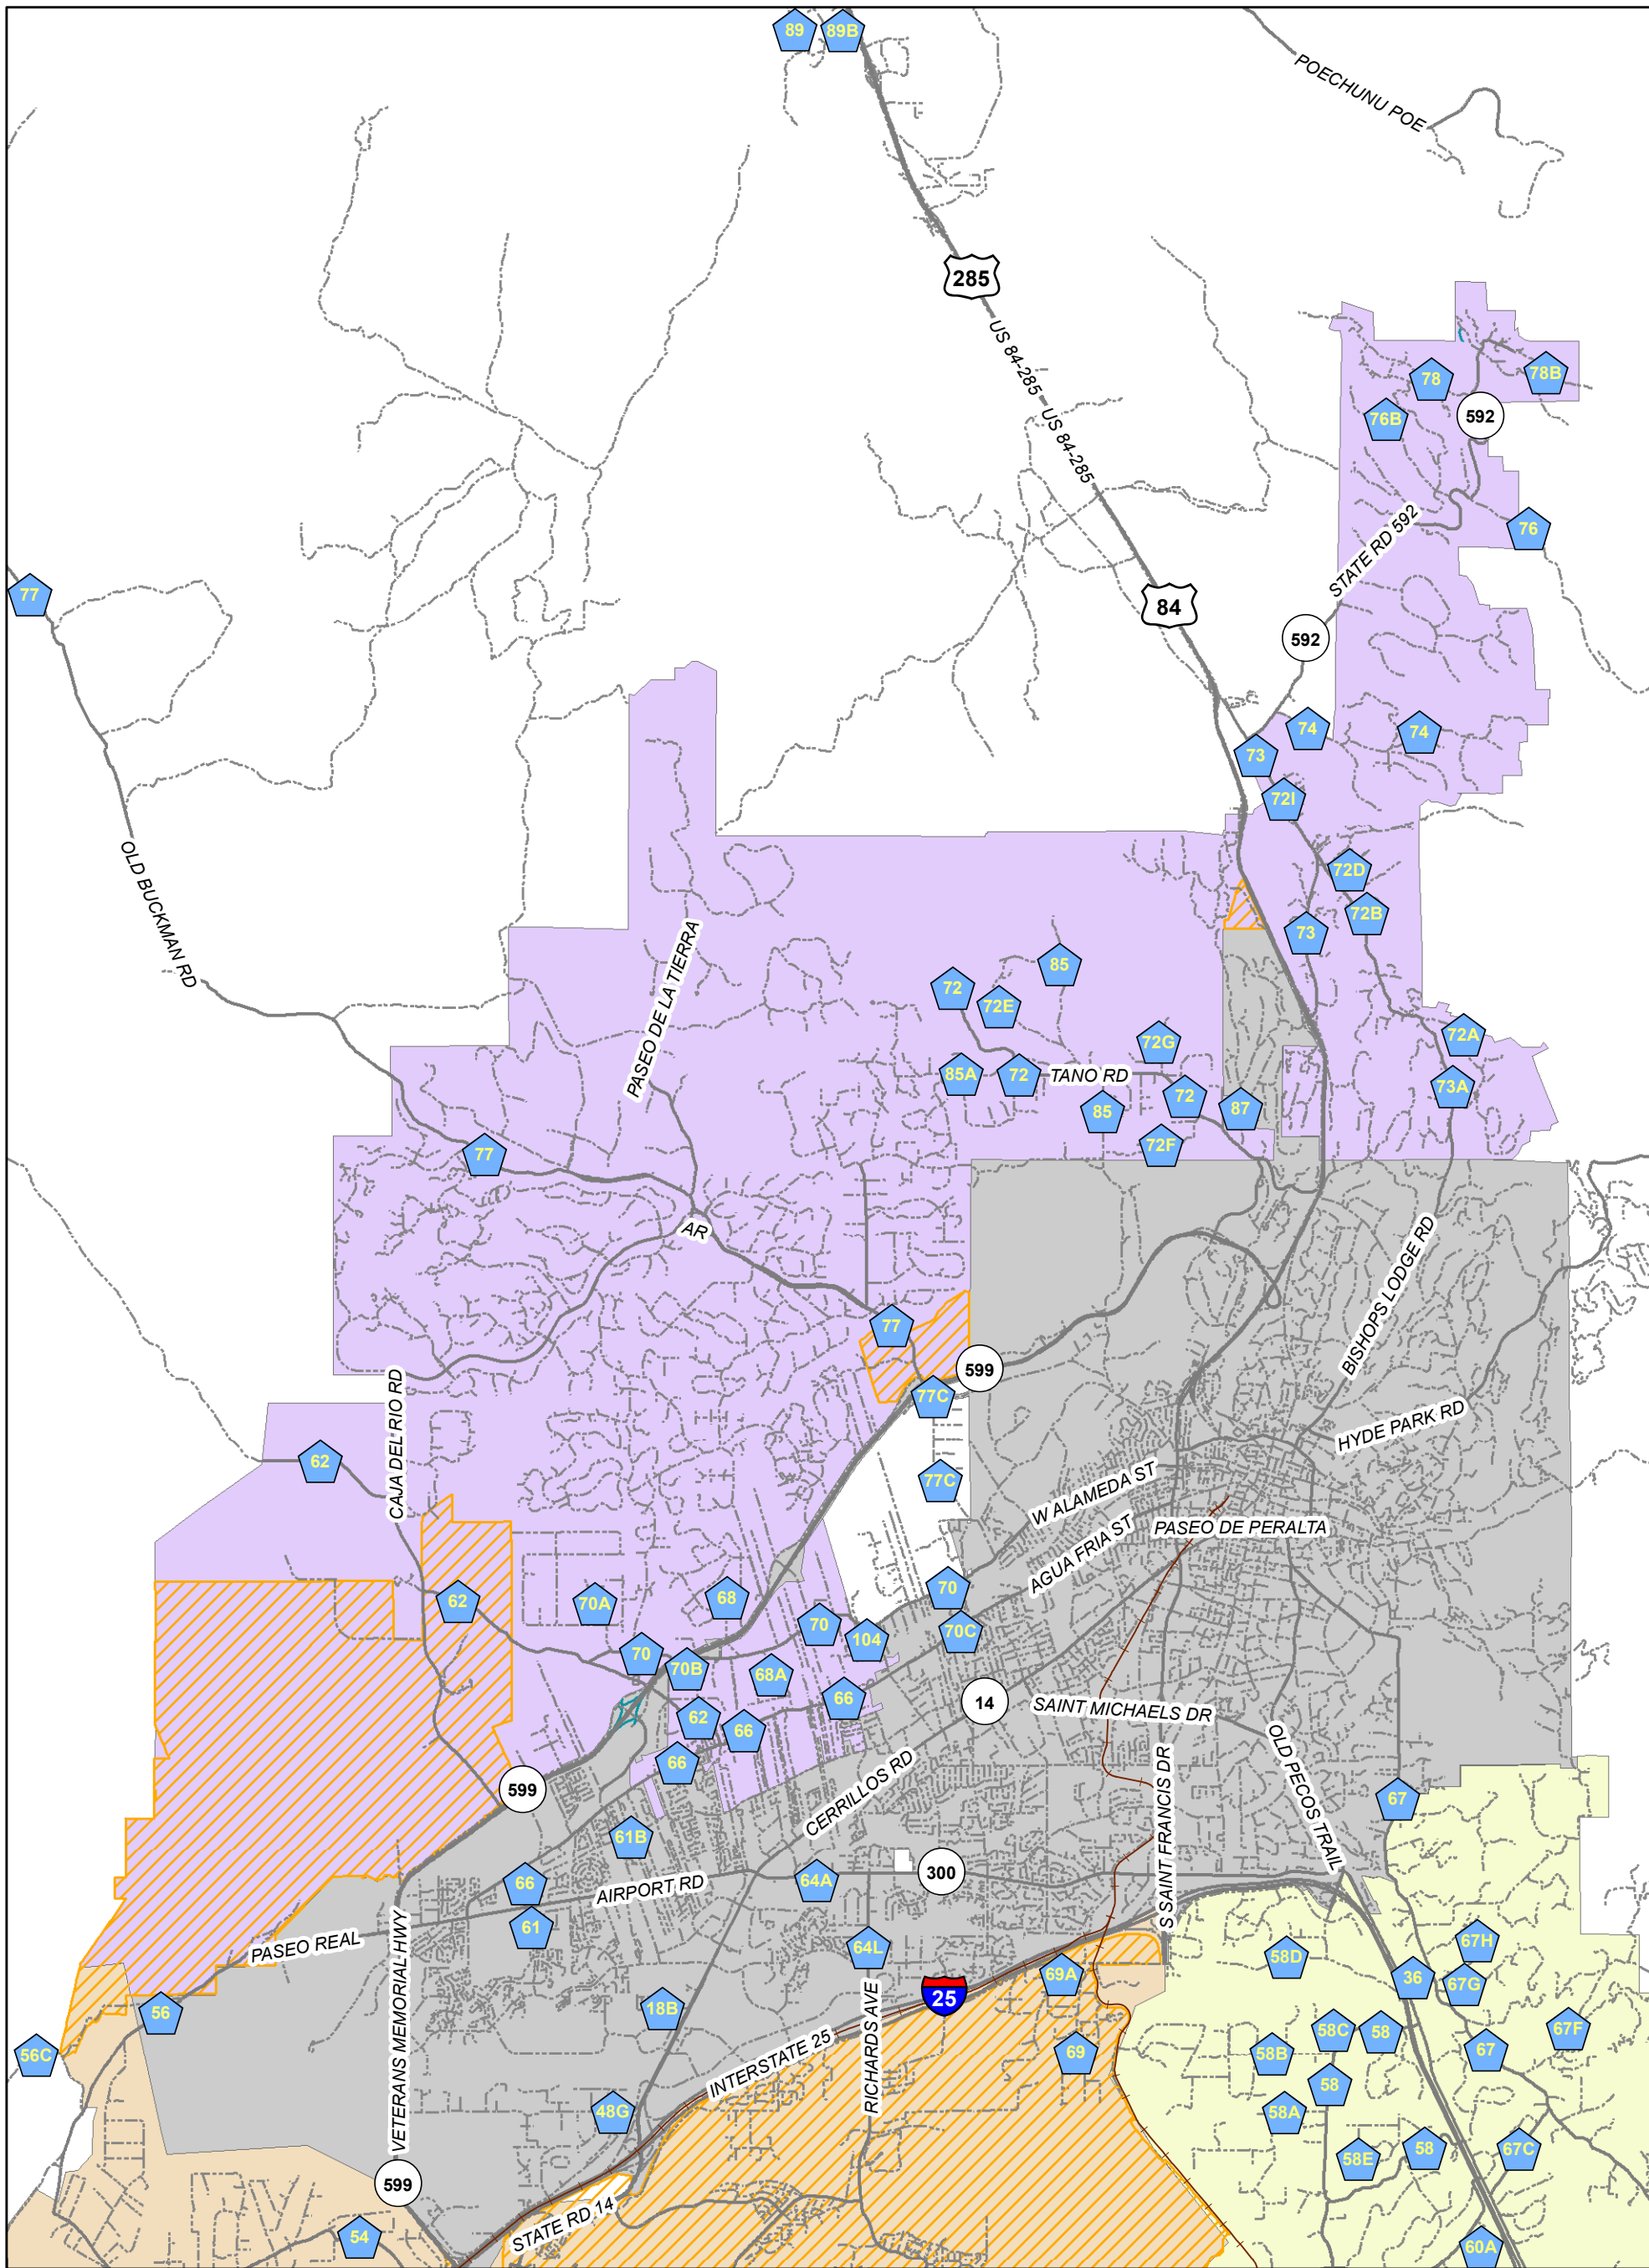 89
89B
POECHUNU POE
285
US 84-285
US 84-285
78
78B
76B
592
76
STATE RD 592
77
84
592
74
74
73
72I
OLD BUCKMAN RD
72D
72B
73
PASEO DE LA TIERRA
85
72
72E
72G
72A
85A
72
TANO RD
73A
72
85
87
72F
77
AR
BISHOPS LODGE RD
77
599
77C
CAJA DEL RIO RD
HYDE PARK RD
62
77C
W ALAMEDA ST
AGUA FRIA ST
PASEO DE PERALTA
62
70A
68
70
70
104
70C
70
70B
68A
66
14
SAINT MICHAELS DR
62
66
66
OLD PECOS TRAIL
599
CERRILLOS RD
S SAINT FRANCIS DR
67
61B
66
AIRPORT RD
64A
300
61
PASEO REAL
VETERANS MEMORIAL HWY
64L
58D
67H
69A
36
67G
25
56
18B
RICHARDS AVE
58C
58
67F
56C
INTERSTATE 25
69
58B
67
58
48G
58A
58E
58
67C
599
STATE RD 14
54
60A